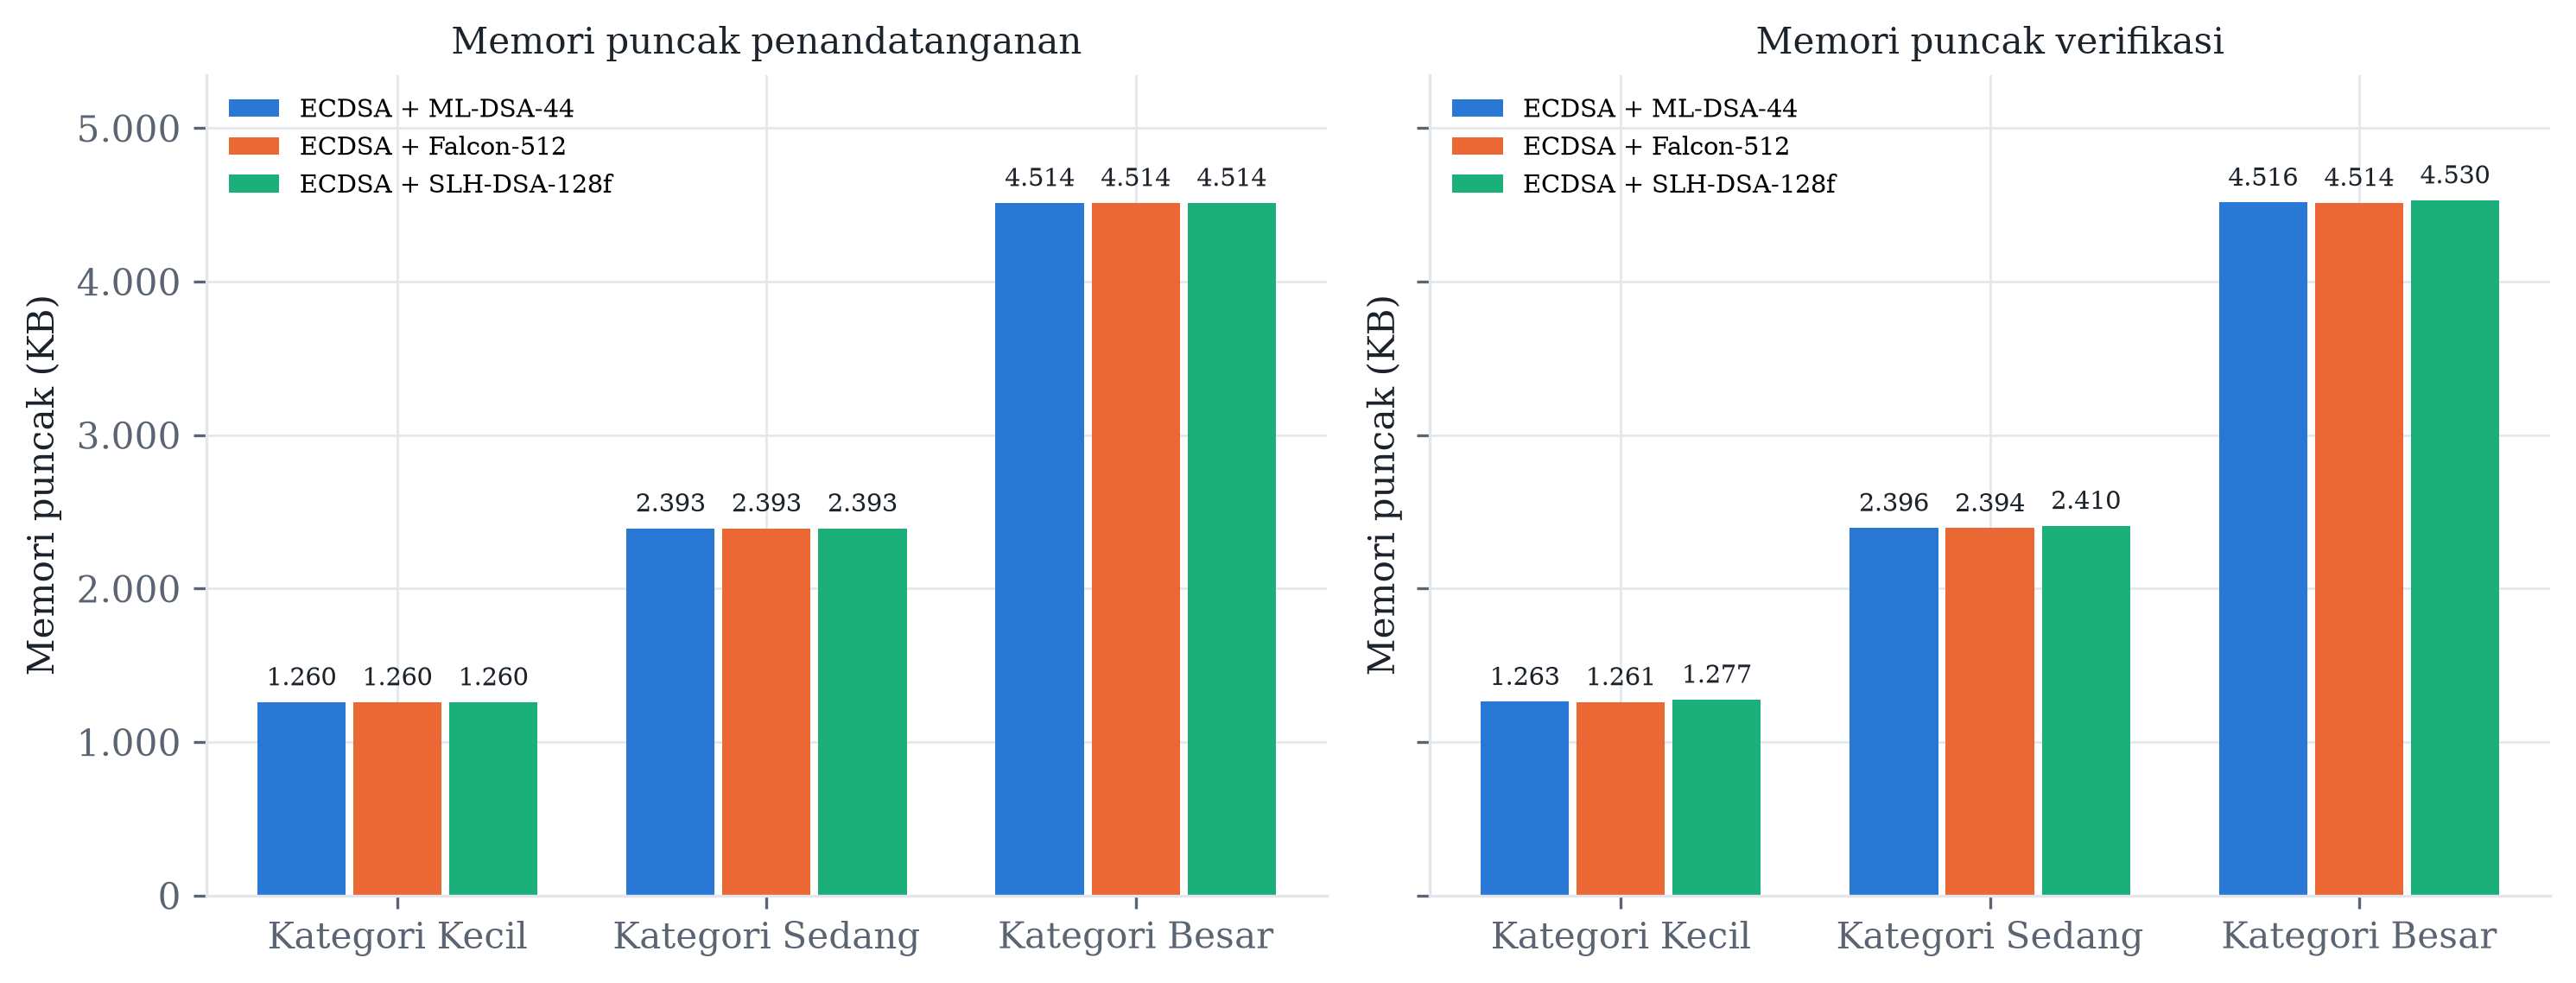 Memori puncak penandatanganan
Memori puncak (KB)
5.000
4.000
3.000
2.000
1.000
0
ECDSA + ML-DSA-44
ECDSA + Falcon-512
ECDSA + SLH-DSA-128f
1.260 1.260 1.260
2.393 2.393 2.393
4.514 4.514 4.514
Kategori Kecil Kategori Sedang Kategori Besar
Memori puncak verifikasi
Memori puncak (KB)
ECDSA + ML-DSA-44
ECDSA + Falcon-512
ECDSA + SLH-DSA-128f
1.263 1.261 1.277
2.396 2.394 2.410
4.516 4.514 4.530
Kategori Kecil Kategori Sedang Kategori Besar